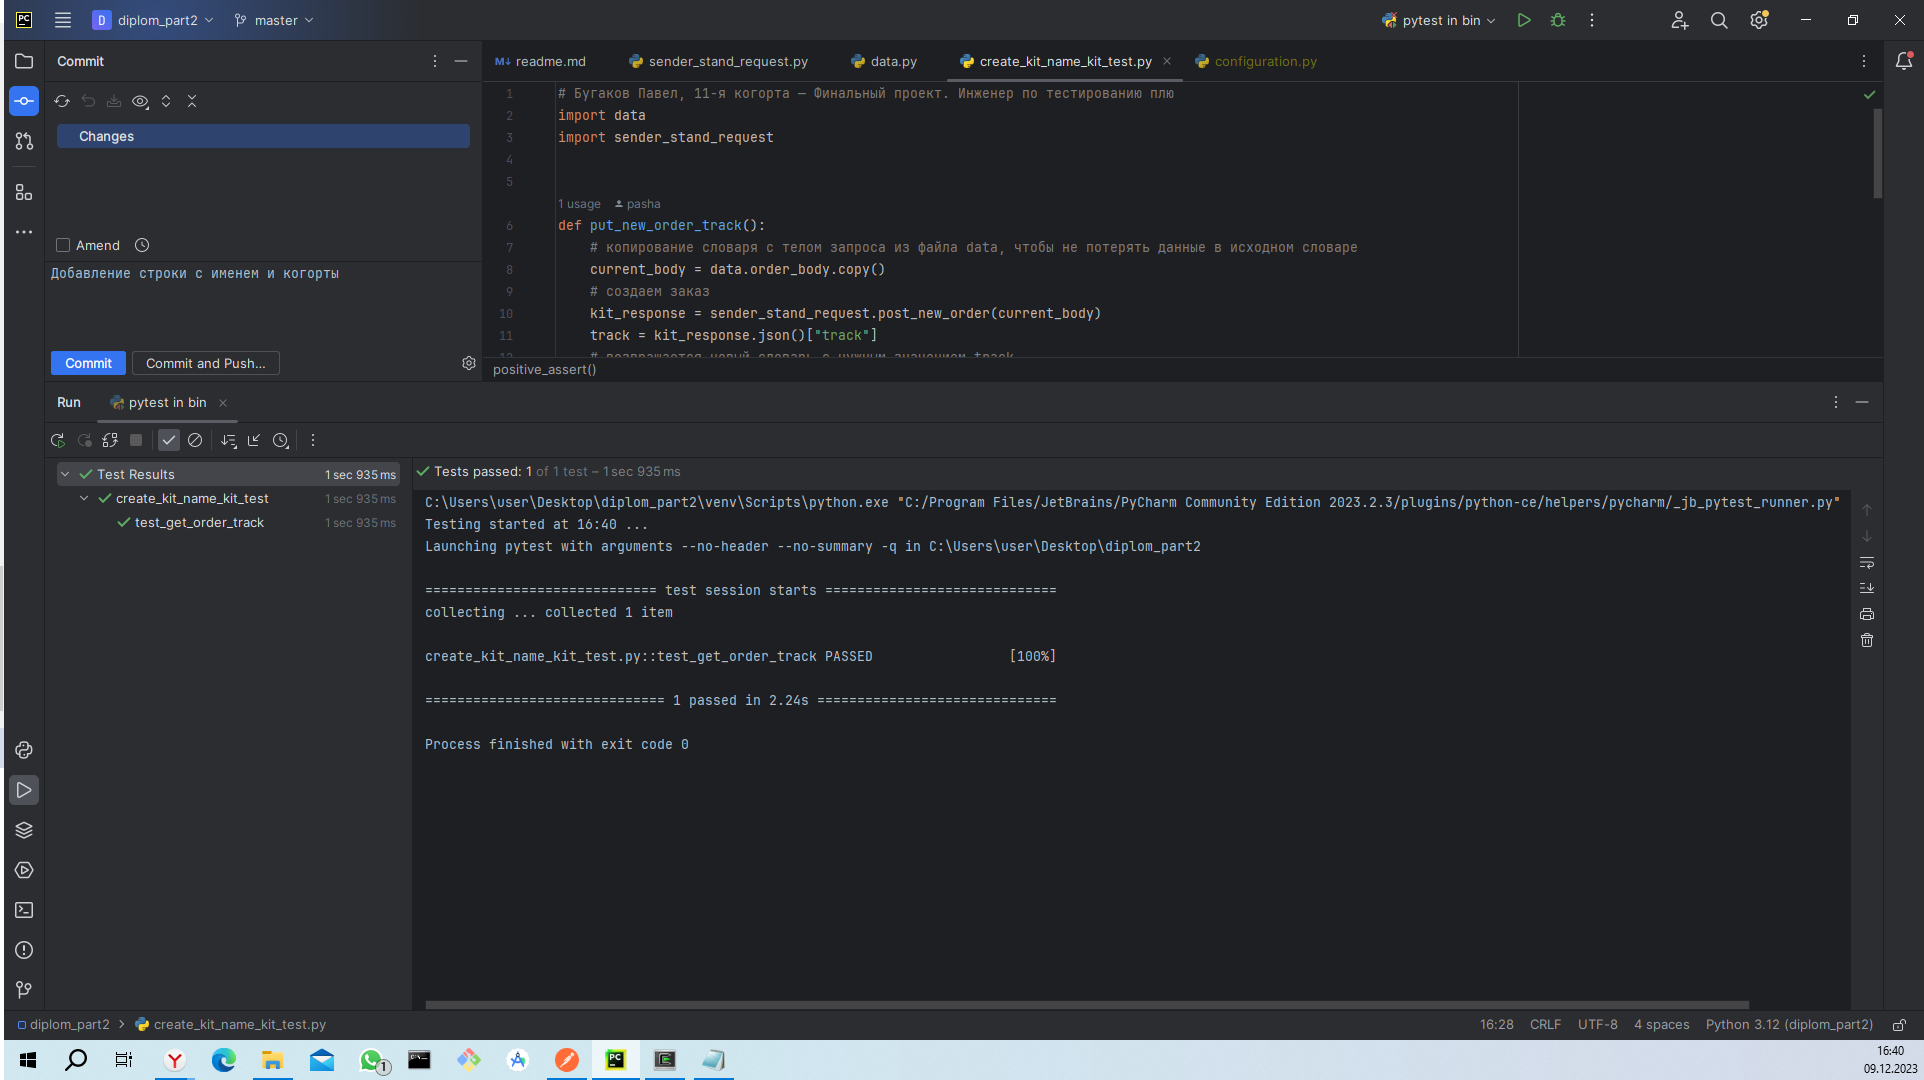 PC
D diplom_part2
master
pytest in bin
Commit
M↓ readme.md
sender_stand_request.py
data.py
create_kit_name_kit_test.py
configuration.py
Changes
Amend
Добавление строки с именем и когорты
Commit
Commit and Push...
1 # Бугаков Павел, 11-я когорта — Финальный проект. Инженер по тестированию плю
2 import data
3 import sender_stand_request
4
5
1 usage pasha
6 def put_new_order_track():
7 # копирование словаря с телом запроса из файла data, чтобы не потерять данные в исходном словаре
8 current_body = data.order_body.copy()
9 # создаем заказ
10 kit_response = sender_stand_request.post_new_order(current_body)
11 track = kit_response.json()["track"]
12 # возвращается новый словарь с нужным значением track
positive_assert()
Run
pytest in bin
Test Results 1 sec 935 ms
create_kit_name_kit_test 1 sec 935 ms
test_get_order_track 1 sec 935 ms
Tests passed: 1 of 1 test – 1 sec 935 ms
C:\Users\user\Desktop\diplom_part2\venv\Scripts\python.exe "C:/Program Files/JetBrains/PyCharm Community Edition 2023.2.3/plugins/python-ce/helpers/pycharm/_jb_pytest_runner.py"
Testing started at 16:40 ...
Launching pytest with arguments --no-header --no-summary -q in C:\Users\user\Desktop\diplom_part2
============================= test session starts =============================
collecting ... collected 1 item
create_kit_name_kit_test.py::test_get_order_track PASSED [100%]
============================== 1 passed in 2.24s ==============================
Process finished with exit code 0
diplom_part2 > create_kit_name_kit_test.py
16:28 CRLF UTF-8 4 spaces Python 3.12 (diplom_part2)
Y
1
PC
16:40
09.12.2023